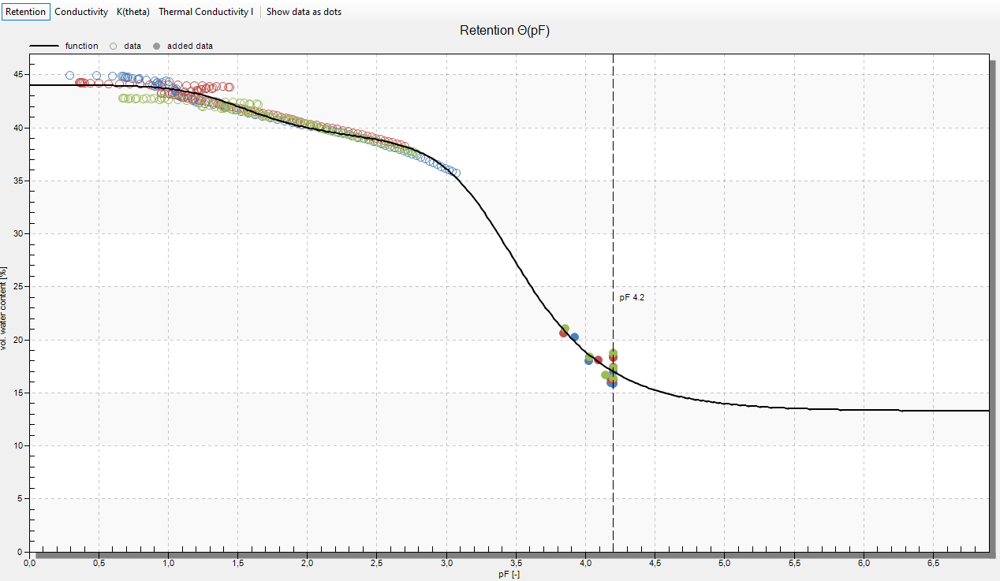 Retention Conductivity K(theta) Thermal Conductivity l Show data as dots
Retention Θ(pF)
function data added data
45
40
35
30
25
20
15
10
5
0
vol. water content [%]
pF 4.2
0,0 0,5 1,0 1,5 2,0 2,5 3,0 3,5 4,0 4,5 5,0 5,5 6,0 6,5
pF [-]